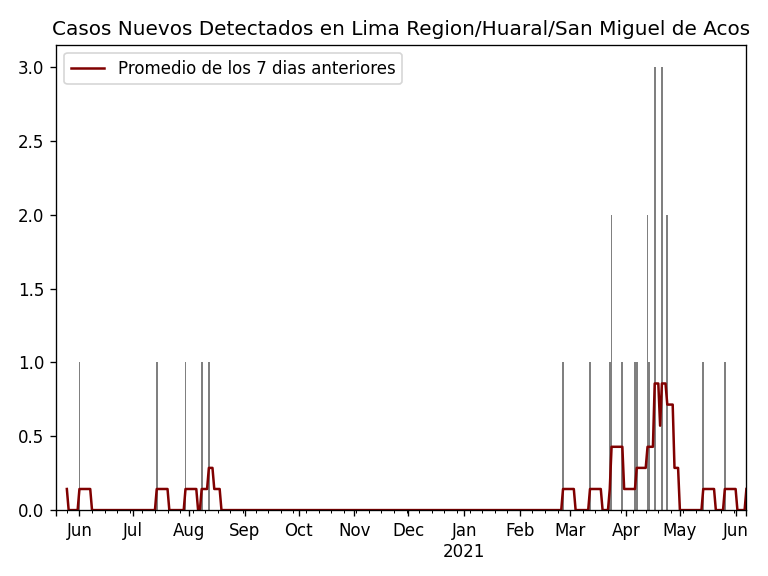 Casos Nuevos Detectados en Lima Region/Huaral/San Miguel de Acos
Promedio de los 7 dias anteriores
3.0
2.5
2.0
1.5
1.0
0.5
0.0
Jun Jul Aug Sep Oct Nov Dec Jan Feb Mar Apr May Jun
2021